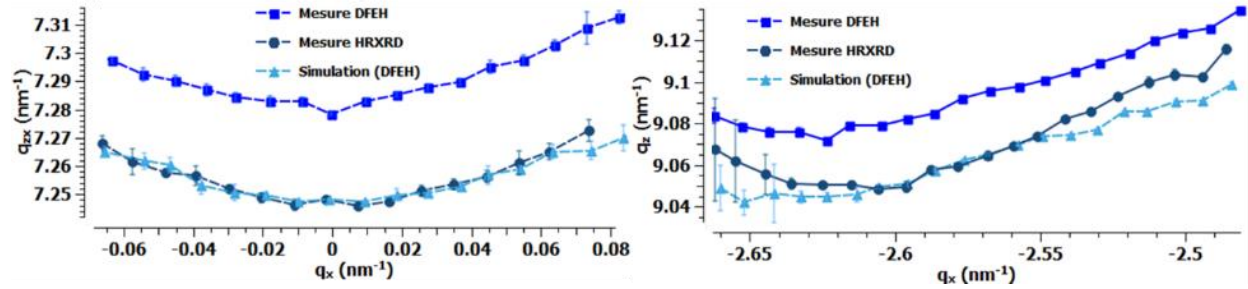 7.31
7.3
7.29
7.28
7.27
7.26
7.25
q_zx (nm⁻¹)
Mesure DFEH
Mesure HRXRD
Simulation (DFEH)
-0.06 -0.04 -0.02 0 0.02 0.04 0.06 0.08
qₓ (nm⁻¹)
9.12
9.1
9.08
9.06
9.04
q_z (nm⁻¹)
Mesure DFEH
Mesure HRXRD
Simulation (DFEH)
-2.65 -2.6 -2.55 -2.5
qₓ (nm⁻¹)